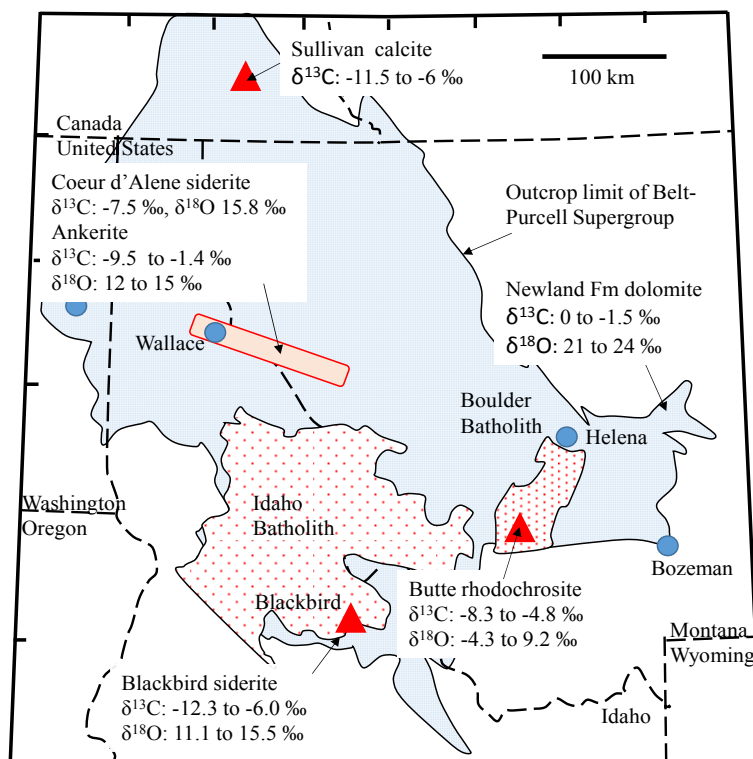 Sullivan calcite
δ¹³C: -11.5 to -6 ‰
100 km
Canada
United States
Coeur d’Alene siderite
δ¹³C: -7.5 ‰, δ¹⁸O 15.8 ‰
Ankerite
δ¹³C: -9.5 to -1.4 ‰
δ¹⁸O: 12 to 15 ‰
Outcrop limit of Belt-
Purcell Supergroup
Newland Fm dolomite
δ¹³C: 0 to -1.5 ‰
δ¹⁸O: 21 to 24 ‰
Wallace
Boulder
Batholith
Helena
Washington
Oregon
Idaho
Batholith
Bozeman
Blackbird
Butte rhodochrosite
δ¹³C: -8.3 to -4.8 ‰
δ¹⁸O: -4.3 to 9.2 ‰
Montana
Wyoming
Blackbird siderite
δ¹³C: -12.3 to -6.0 ‰
δ¹⁸O: 11.1 to 15.5 ‰
Idaho